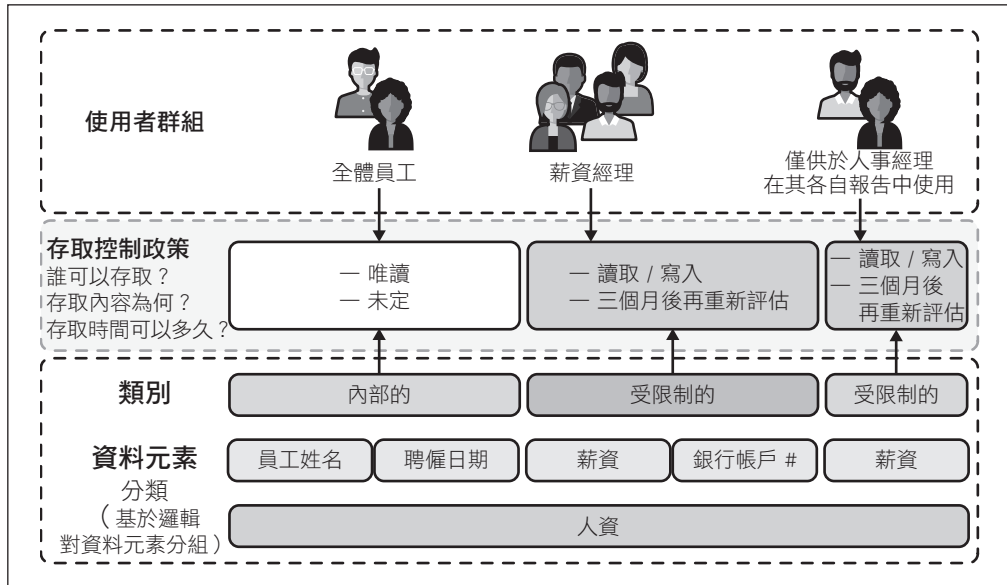 使用者群組
全體員工
薪資經理
僅供於人事經理
在其各自報告中使用
存取控制政策
誰可以存取？
存取內容為何？
存取時間可以多久？
— 唯讀
— 未定
— 讀取 / 寫入
— 三個月後再重新評估
— 讀取 / 寫入
— 三個月後
再重新評估
類別
內部的
受限制的
受限制的
資料元素
員工姓名
聘僱日期
薪資
銀行帳戶 #
薪資
分類
（基於邏輯
對資料元素分組）
人資